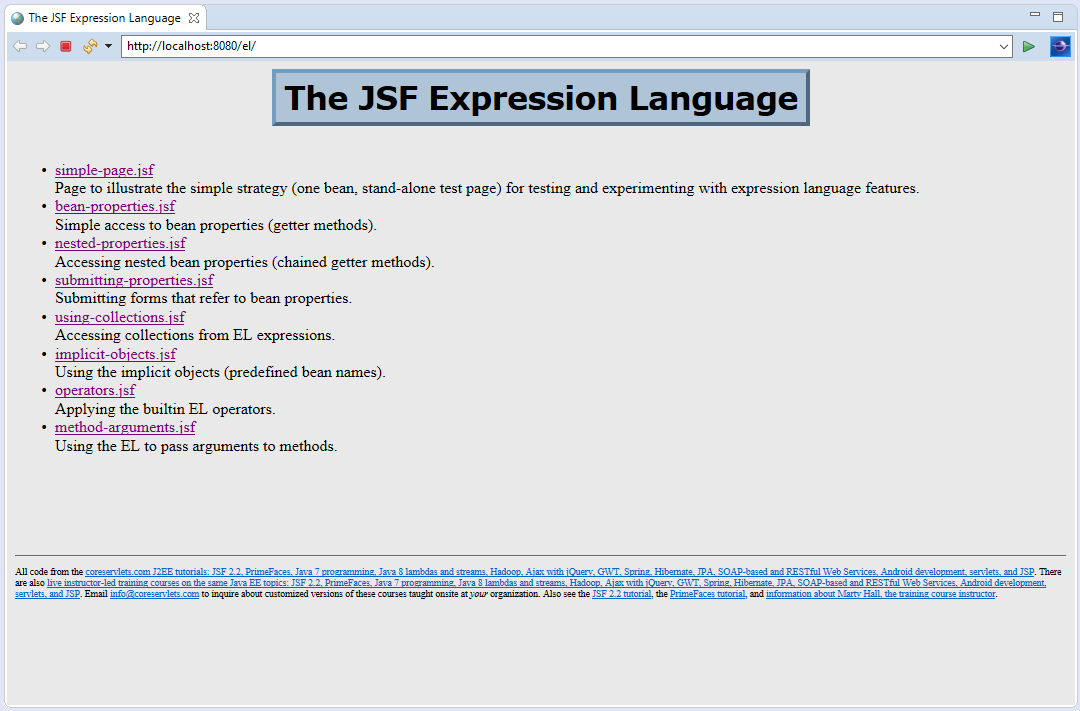 The JSF Expression Language
http://localhost:8080/el/
The JSF Expression Language
• simple-page.jsf
Page to illustrate the simple strategy (one bean, stand-alone test page) for testing and experimenting with expression language features.
• bean-properties.jsf
Simple access to bean properties (getter methods).
• nested-properties.jsf
Accessing nested bean properties (chained getter methods).
• submitting-properties.jsf
Submitting forms that refer to bean properties.
• using-collections.jsf
Accessing collections from EL expressions.
• implicit-objects.jsf
Using the implicit objects (predefined bean names).
• operators.jsf
Applying the builtin EL operators.
• method-arguments.jsf
Using the EL to pass arguments to methods.
All code from the coreservlets.com J2EE tutorials: JSF 2.2, PrimeFaces, Java 7 programming, Java 8 lambdas and streams, Hadoop, Ajax with jQuery, GWT, Spring, Hibernate, JPA, SOAP-based and RESTful Web Services, Android development, servlets, and JSP. There
are also live instructor-led training courses on the same Java EE topics: JSF 2.2, PrimeFaces, Java 7 programming, Java 8 lambdas and streams, Hadoop, Ajax with jQuery, GWT, Spring, Hibernate, JPA, SOAP-based and RESTful Web Services, Android development,
servlets, and JSP. Email info@coreservlets.com to inquire about customized versions of these courses taught onsite at your organization. Also see the JSF 2.2 tutorial, the PrimeFaces tutorial, and information about Marty Hall, the training course instructor.